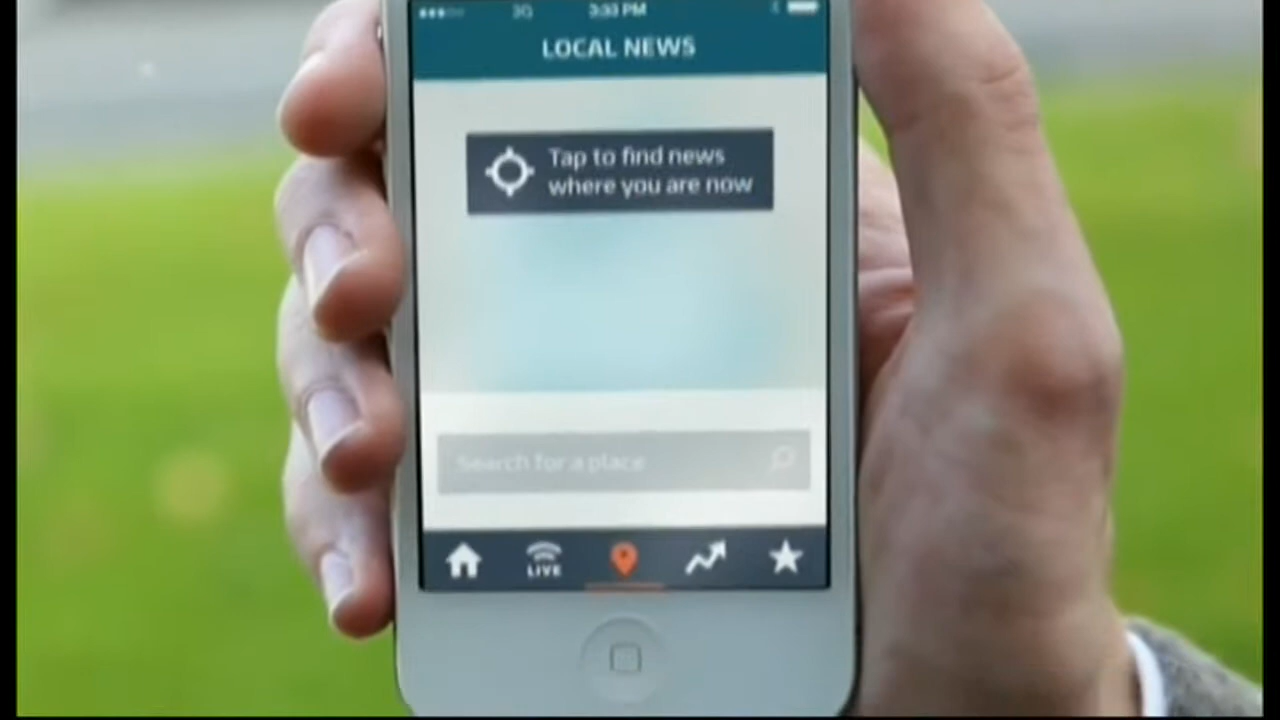 3G 3:33 PM
LOCAL NEWS
Tap to find news
where you are now
Search for a place
LIVE